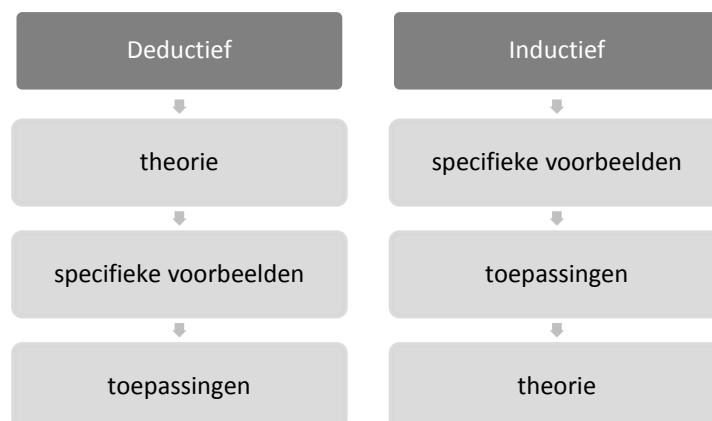 Deductief
theorie
specifieke voorbeelden
toepassingen
Inductief
specifieke voorbeelden
toepassingen
theorie